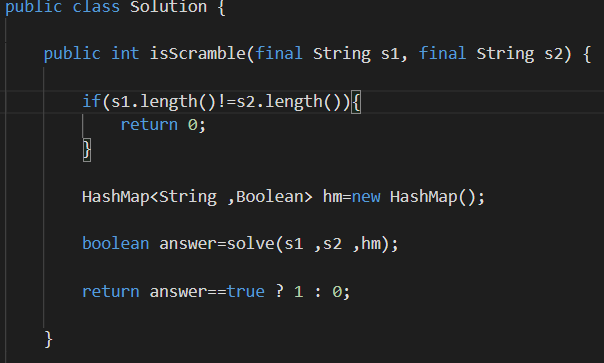 public class Solution {
public int isScramble(final String s1, final String s2) {
if(s1.length()!=s2.length()){
return 0;
}
HashMap<String ,Boolean> hm=new HashMap();
boolean answer=solve(s1 ,s2 ,hm);
return answer==true ? 1 : 0;
}